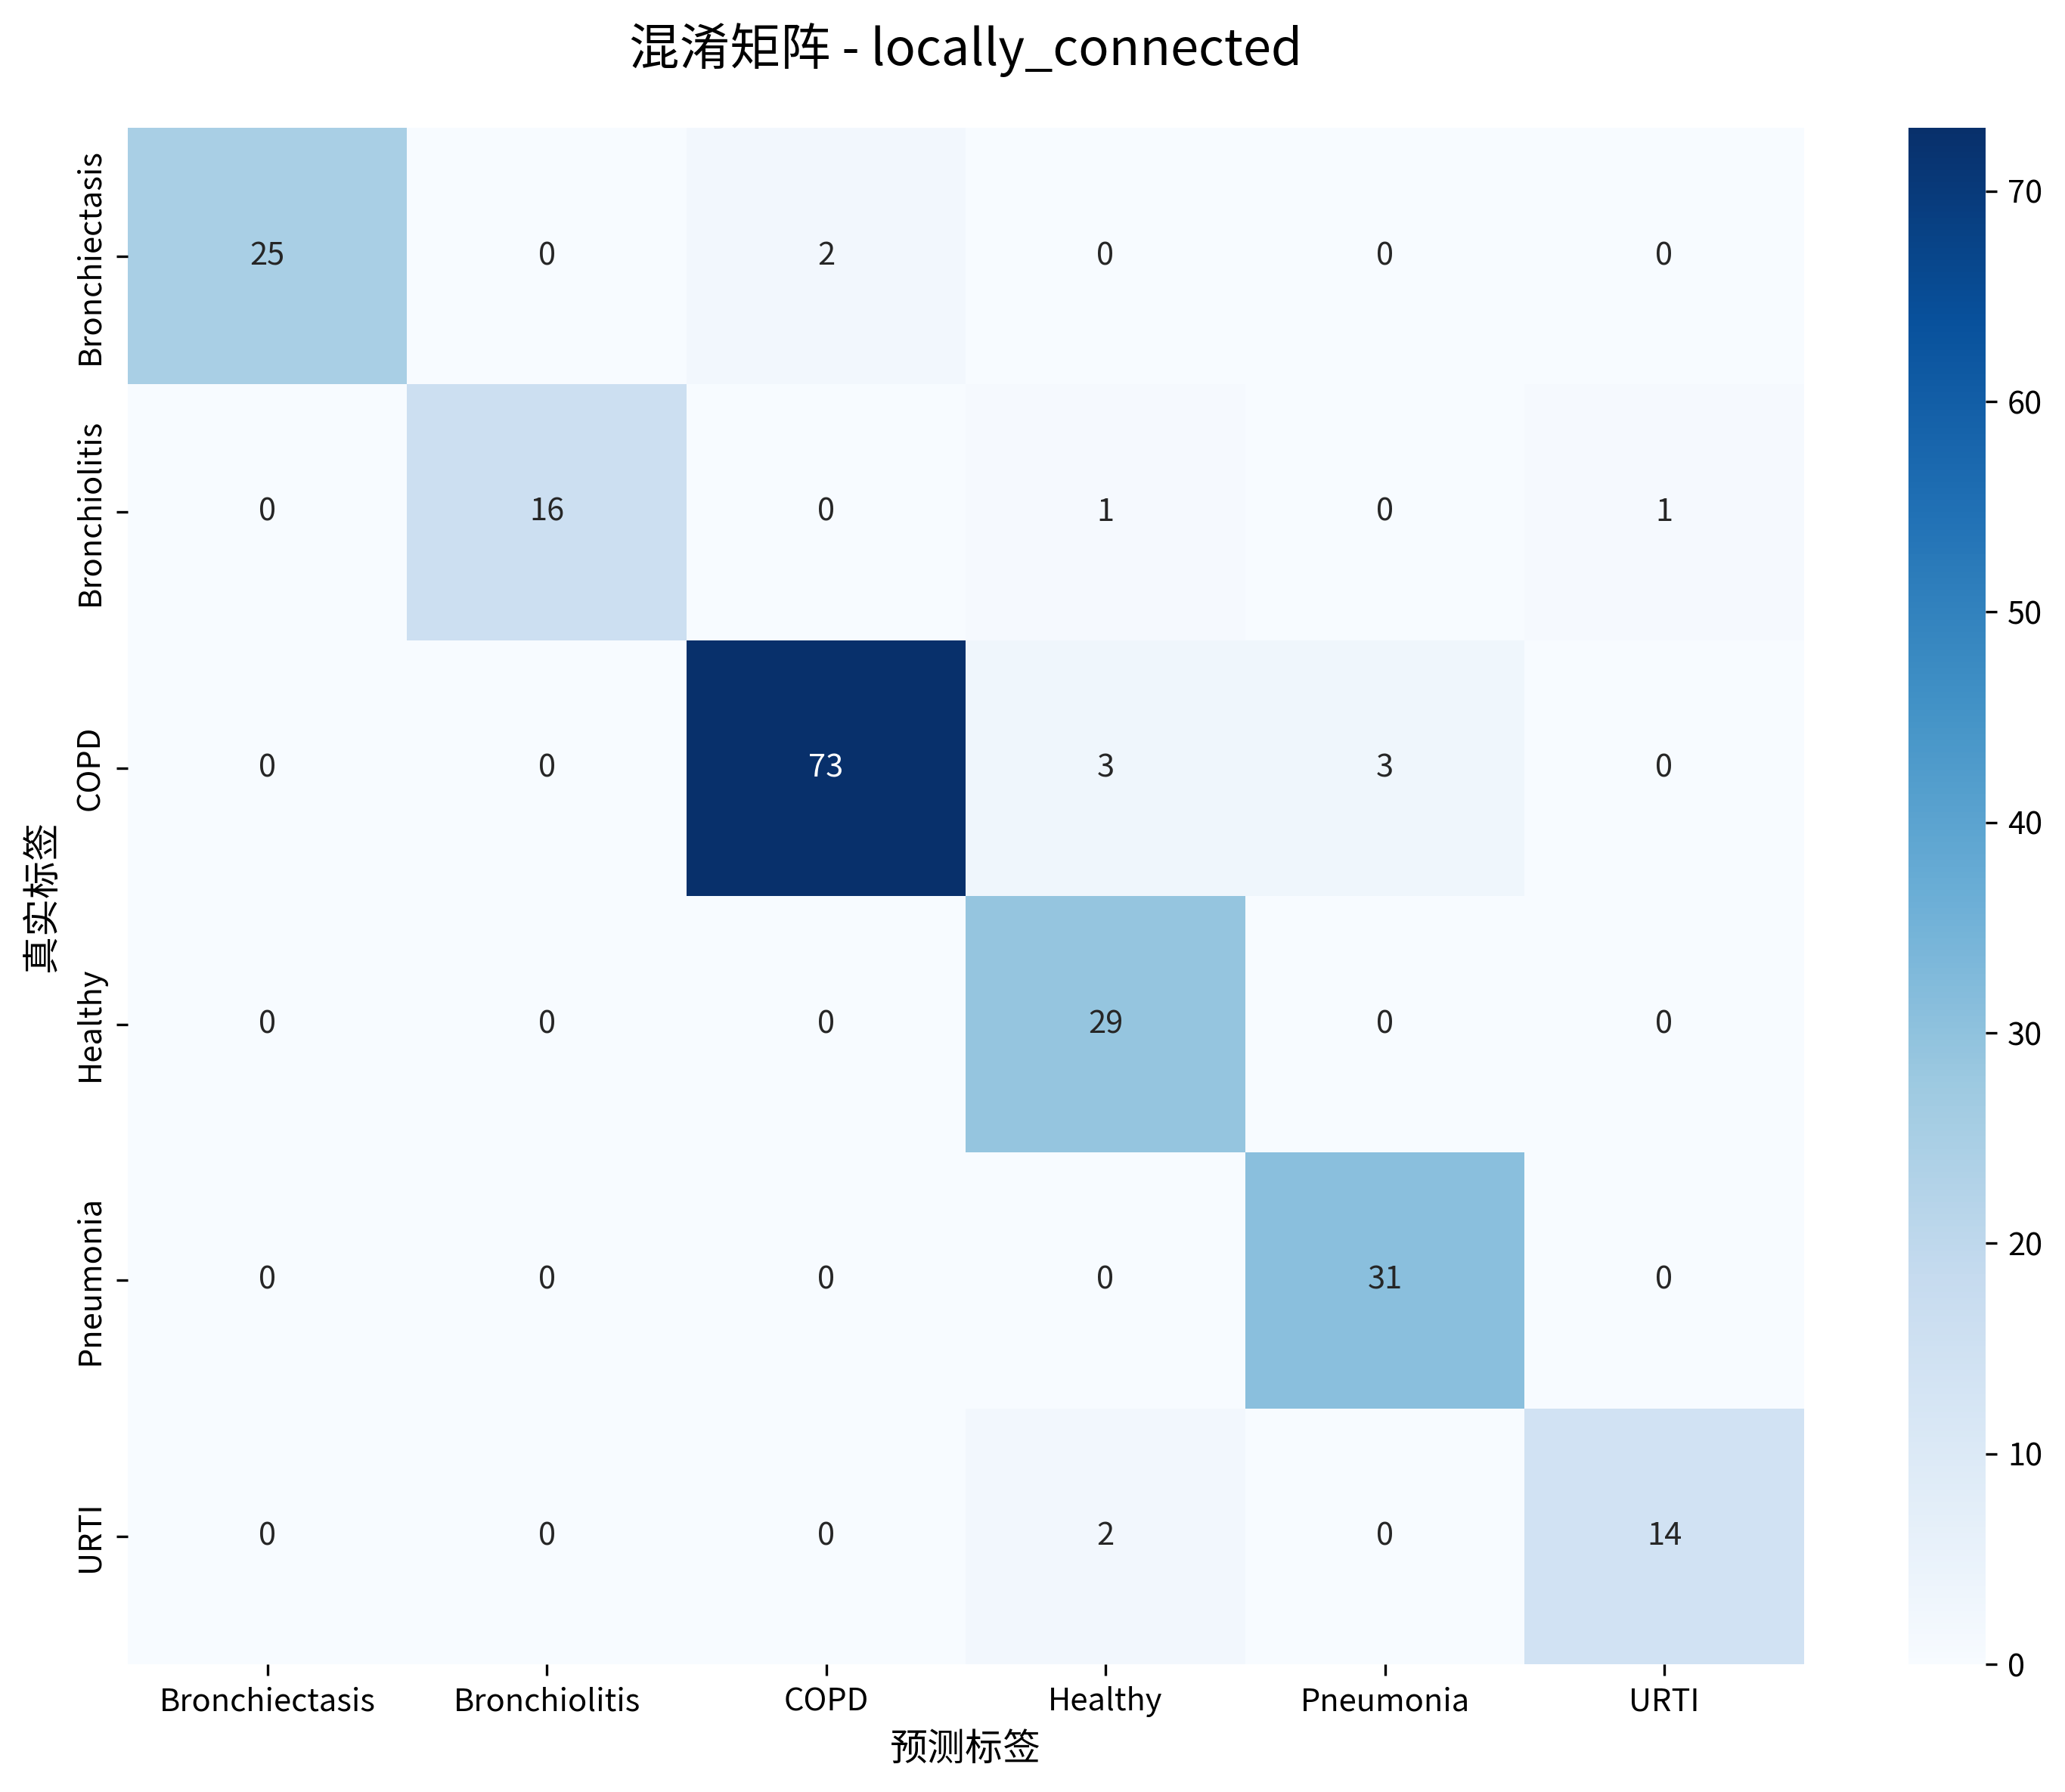 混淆矩阵 - locally_connected
真实标签
Bronchiectasis 25 0 2 0 0 0
Bronchiolitis 0 16 0 1 0 1
COPD 0 0 73 3 3 0
Healthy 0 0 0 29 0 0
Pneumonia 0 0 0 0 31 0
URTI 0 0 0 2 0 14
Bronchiectasis Bronchiolitis COPD Healthy Pneumonia URTI
预测标签
70
60
50
40
30
20
10
0